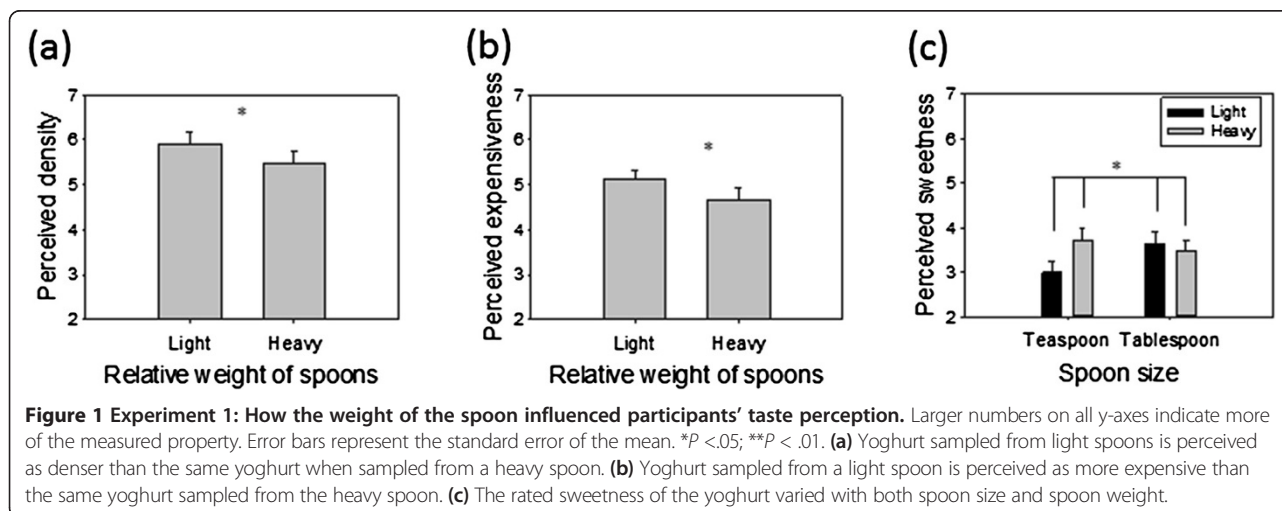 (a)
(b)
(c)
Perceived density
7
6
5
4
3
2
*
Light Heavy
Relative weight of spoons
Perceived expensiveness
7
6
5
4
3
2
*
Light Heavy
Relative weight of spoons
Perceived sweetness
7
6
5
4
3
2
*
Light
Heavy
Teaspoon Tablespoon
Spoon size
Figure 1 Experiment 1: How the weight of the spoon influenced participants' taste perception. Larger numbers on all y-axes indicate more
of the measured property. Error bars represent the standard error of the mean. *P <.05; **P < .01. (a) Yoghurt sampled from light spoons is perceived
as denser than the same yoghurt when sampled from a heavy spoon. (b) Yoghurt sampled from a light spoon is perceived as more expensive than
the same yoghurt sampled from the heavy spoon. (c) The rated sweetness of the yoghurt varied with both spoon size and spoon weight.